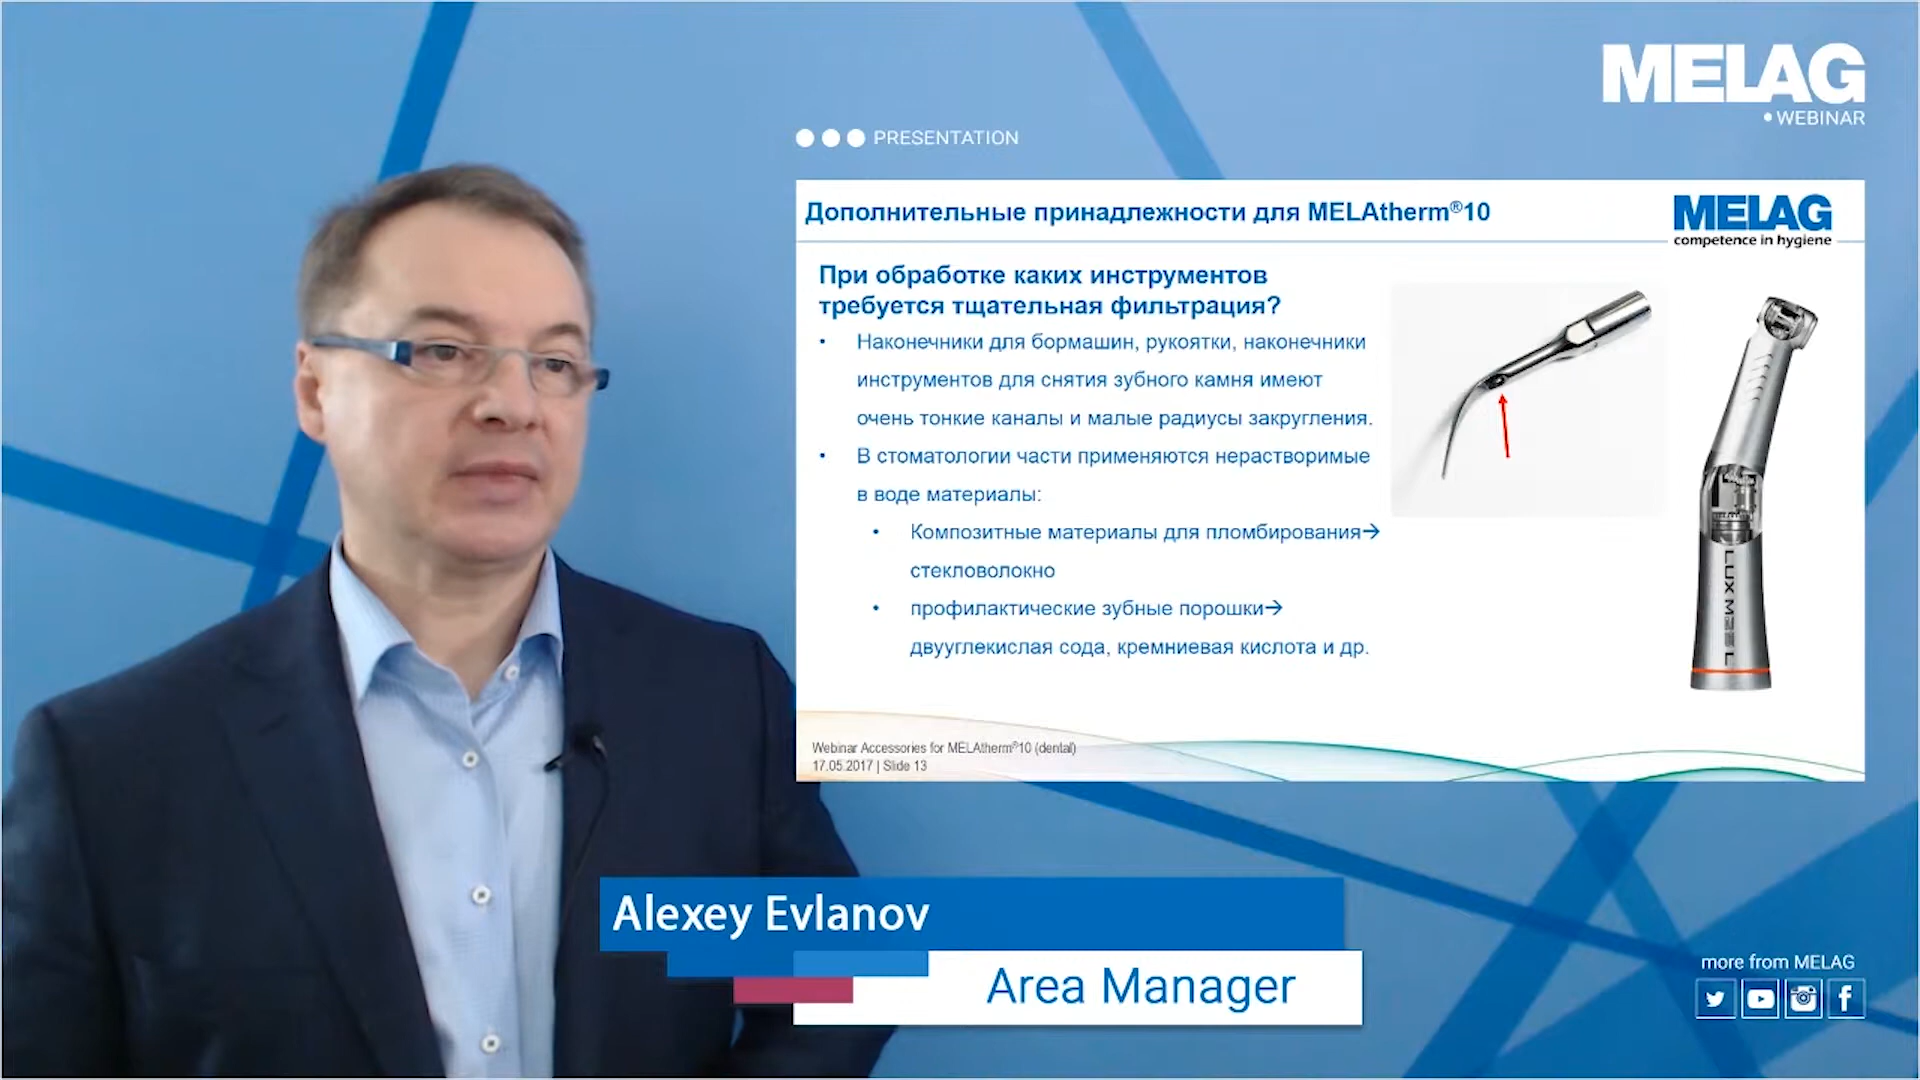 MELAG
• WEBINAR
PRESENTATION
Дополнительные принадлежности для MELAtherm®10
MELAG
competence in hygiene
При обработке каких инструментов
требуется тщательная фильтрация?
• Наконечники для бормашин, рукоятки, наконечники
инструментов для снятия зубного камня имеют
очень тонкие каналы и малые радиусы закругления.
• В стоматологии части применяются нерастворимые
в воде материалы:
• Композитные материалы для пломбирования→
стекловолокно
• профилактические зубные порошки→
двууглекислая сода, кремниевая кислота и др.
Webinar Accessories for MELAtherm®10 (dental)
17.05.2017 | Slide 13
Alexey Evlanov
Area Manager
more from MELAG